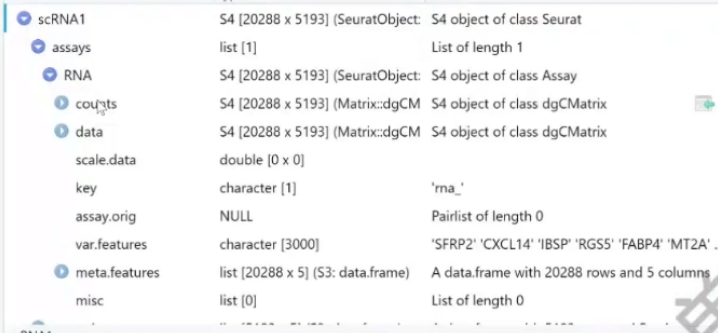 scRNA1 S4 [20288 x 5193] (SeuratObject: S4 object of class Seurat
assays list [1] List of length 1
RNA S4 [20288 x 5193] (SeuratObject: S4 object of class Assay
counts S4 [20288 x 5193] (Matrix::dgCM S4 object of class dgCMatrix
data S4 [20288 x 5193] (Matrix::dgCM S4 object of class dgCMatrix
scale.data double [0 x 0]
key character [1] 'rna_'
assay.orig NULL Pairlist of length 0
var.features character [3000] 'SFRP2' 'CXCL14' 'IBSP' 'RGS5' 'FABP4' 'MT2A' .
meta.features list [20288 x 5] (S3: data.frame) A data.frame with 20288 rows and 5 columns
misc list [0] List of length 0